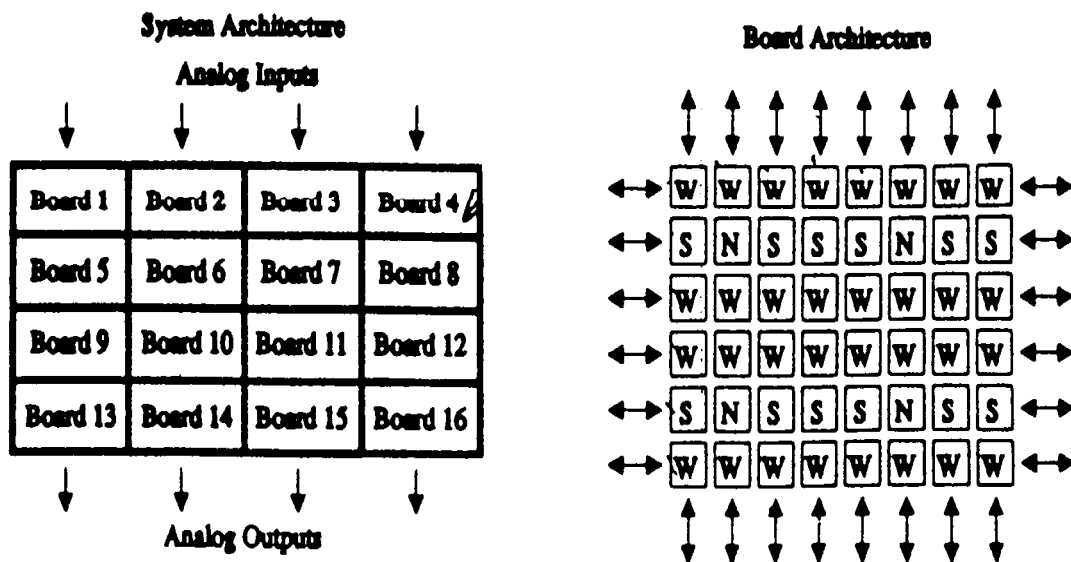 System Architecture
Analog Inputs
Board 1 Board 2 Board 3 Board 4
Board 5 Board 6 Board 7 Board 8
Board 9 Board 10 Board 11 Board 12
Board 13 Board 14 Board 15 Board 16
Analog Outputs
Board Architecture
W W W W W W W W
S N S S S N S S
W W W W W W W W
W W W W W W W W
S N S S S N S S
W W W W W W W W